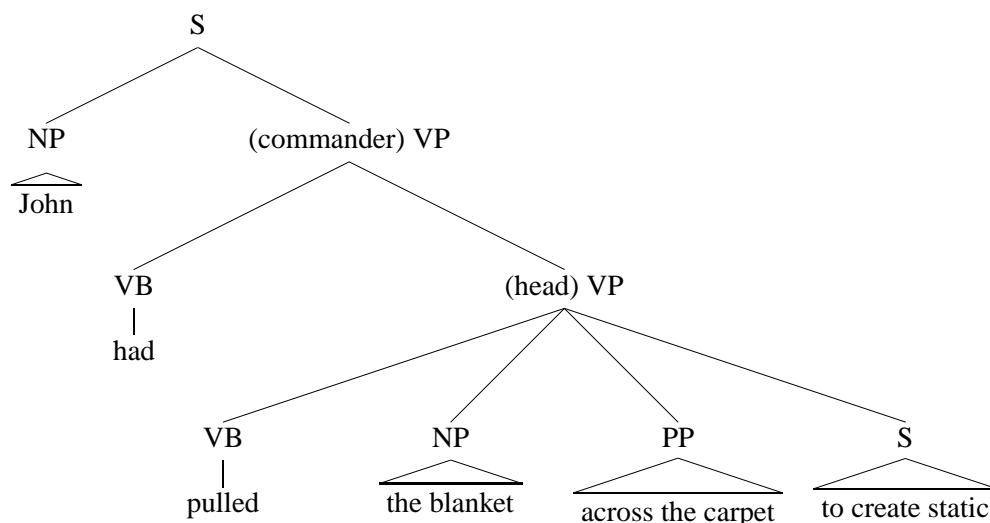 S
NP (commander) VP
John
VB (head) VP
had
VB NP PP S
pulled the blanket across the carpet to create static